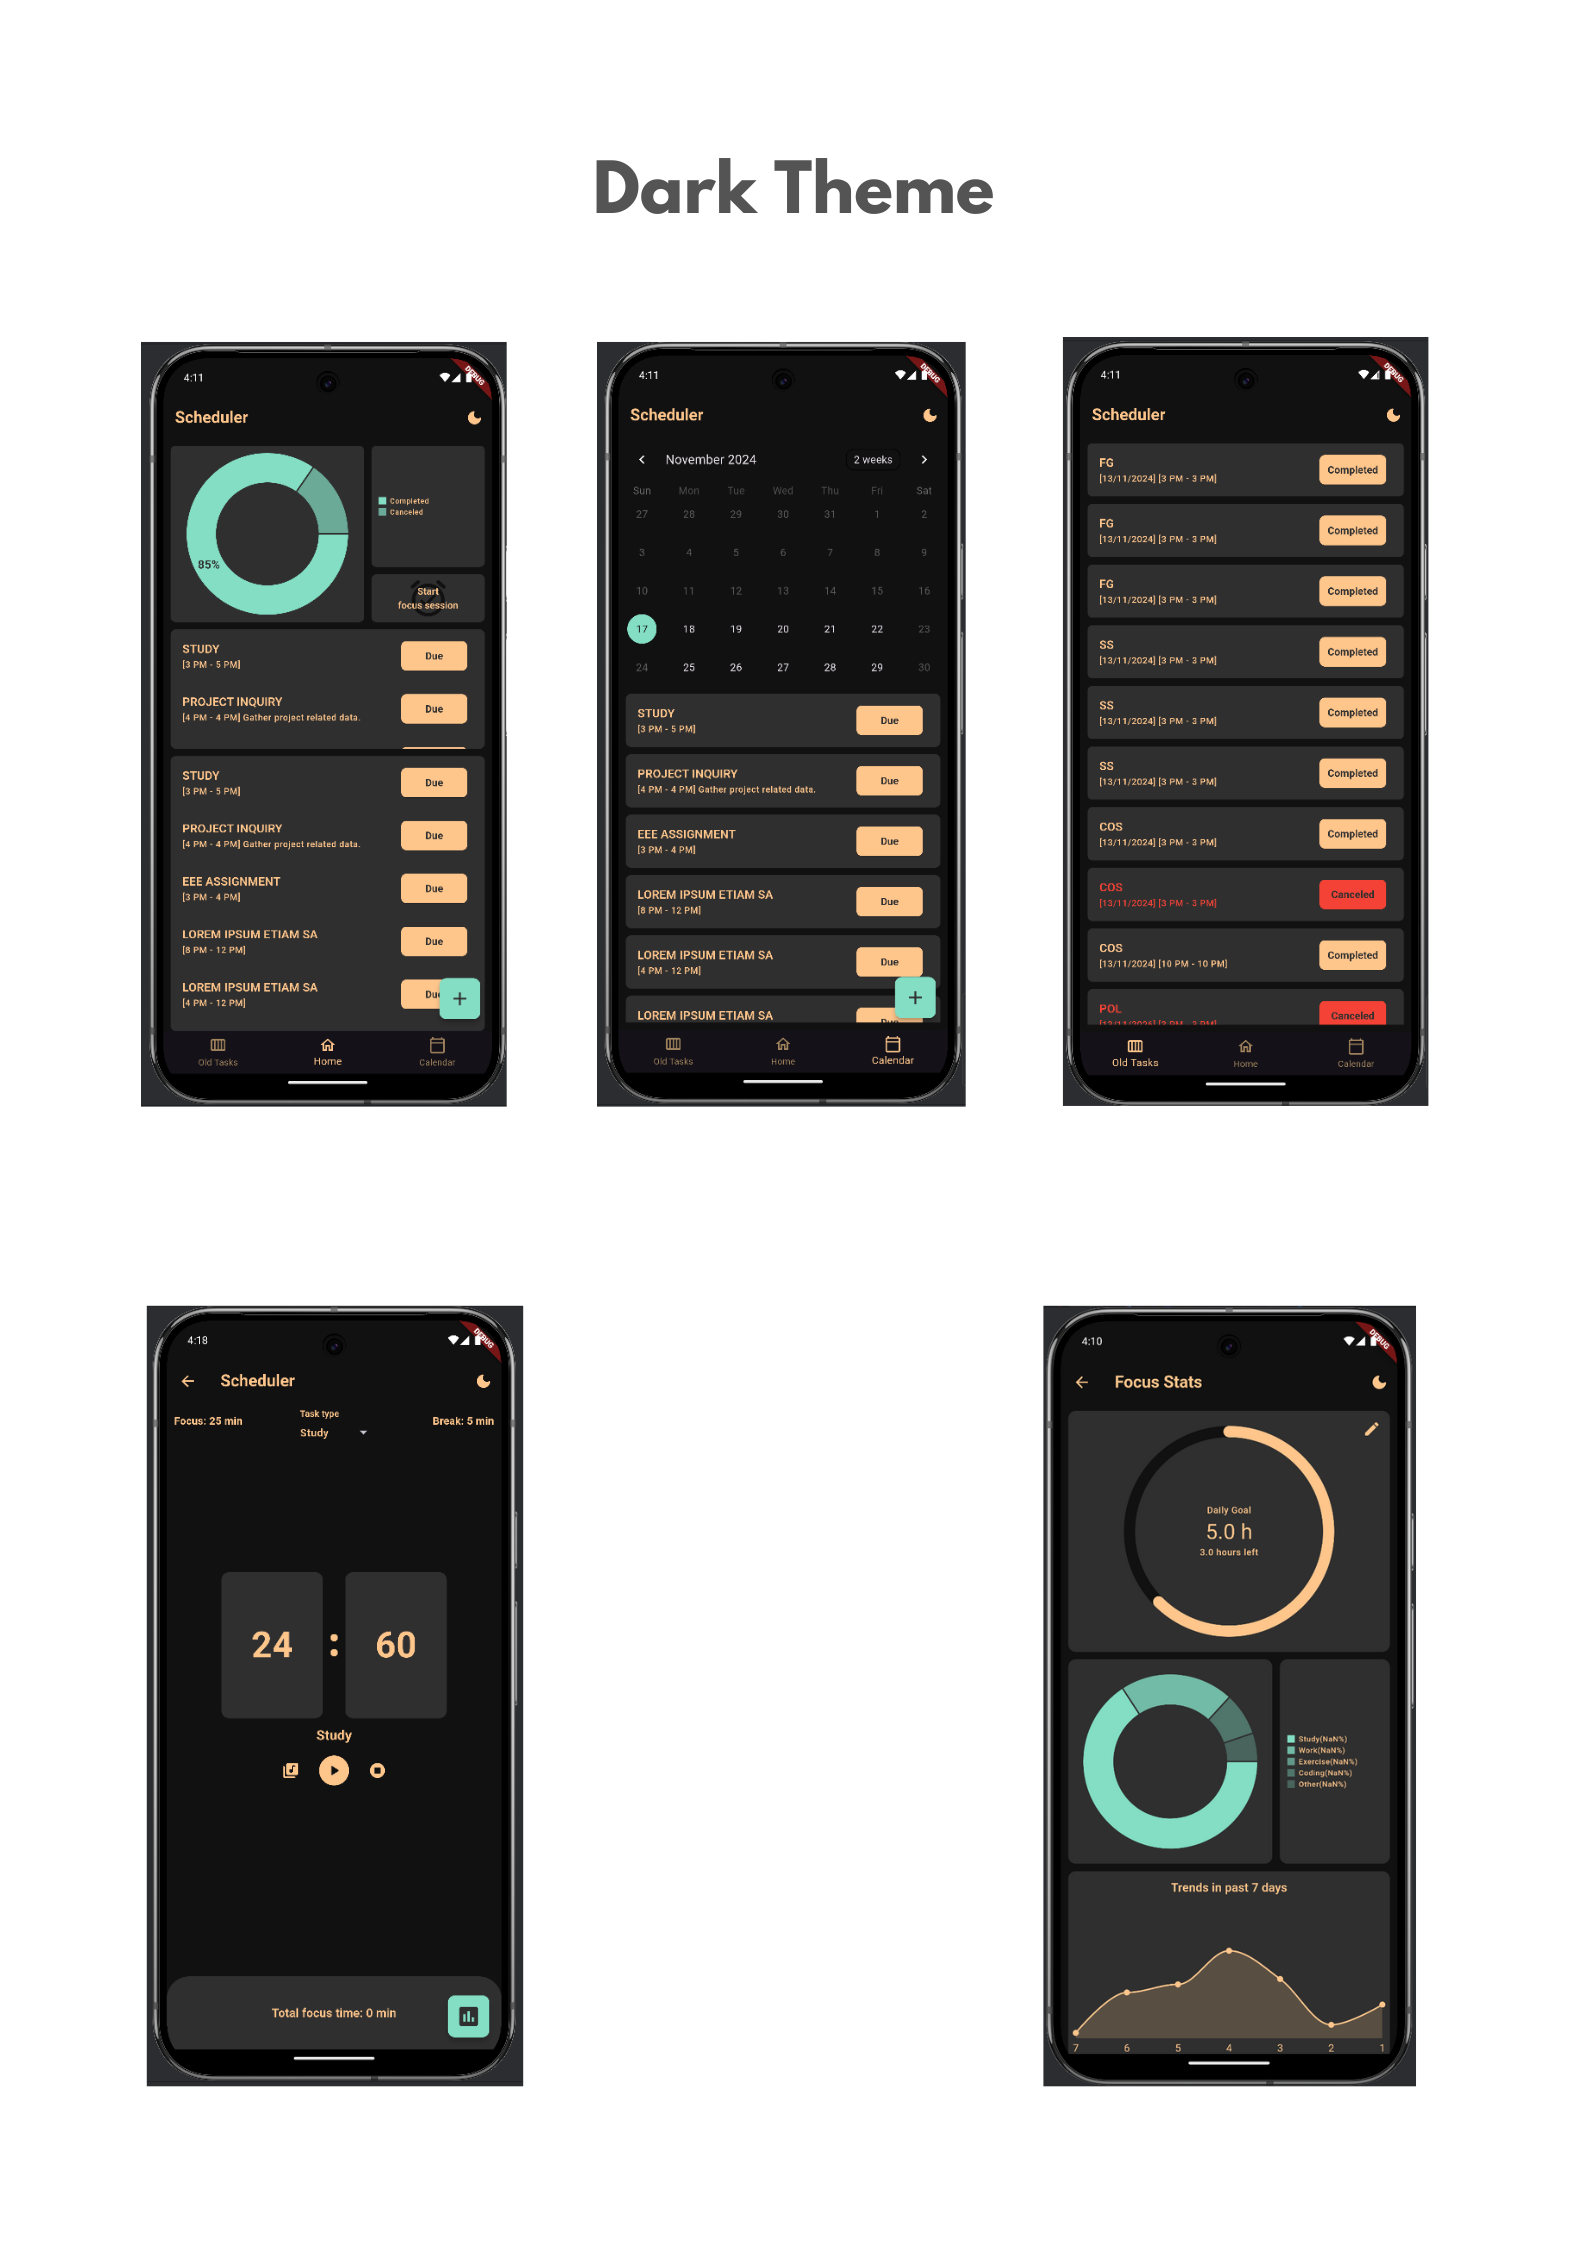 Dark Theme
4:11
DEBUG
Scheduler
85%
Completed
Canceled
Start
focus session
STUDY
[3 PM - 5 PM]
Due
PROJECT INQUIRY
[4 PM - 4 PM] Gather project related data.
Due
STUDY
[3 PM - 5 PM]
Due
PROJECT INQUIRY
[4 PM - 4 PM] Gather project related data.
Due
EEE ASSIGNMENT
[3 PM - 4 PM]
Due
LOREM IPSUM ETIAM SA
[8 PM - 12 PM]
Due
LOREM IPSUM ETIAM SA
[4 PM - 12 PM]
+
Old Tasks
Home
Calendar
4:11
DEBUG
Scheduler
November 2024
2 weeks
Sun Mon Tue Wed Thu Fri Sat
27 28 29 30 31 1 2
3 4 5 6 7 8 9
10 11 12 13 14 15 16
17 18 19 20 21 22 23
24 25 26 27 28 29 30
STUDY
[3 PM - 5 PM]
Due
PROJECT INQUIRY
[4 PM - 4 PM] Gather project related data.
Due
EEE ASSIGNMENT
[3 PM - 4 PM]
Due
LOREM IPSUM ETIAM SA
[8 PM - 12 PM]
Due
LOREM IPSUM ETIAM SA
[4 PM - 12 PM]
Due
LOREM IPSUM ETIAM SA
+
Old Tasks
Home
Calendar
4:11
DEBUG
Scheduler
FG
[13/11/2024] [3 PM - 3 PM]
Completed
FG
[13/11/2024] [3 PM - 3 PM]
Completed
FG
[13/11/2024] [3 PM - 3 PM]
Completed
SS
[13/11/2024] [3 PM - 3 PM]
Completed
SS
[13/11/2024] [3 PM - 3 PM]
Completed
SS
[13/11/2024] [3 PM - 3 PM]
Completed
COS
[13/11/2024] [3 PM - 3 PM]
Completed
COS
[13/11/2024] [3 PM - 3 PM]
Canceled
COS
[13/11/2024] [10 PM - 10 PM]
Completed
POL
Canceled
Old Tasks
Home
Calendar
4:18
DEBUG
Scheduler
Focus: 25 min
Task type
Study
Break: 5 min
24 : 60
Study
Total focus time: 0 min
4:10
DEBUG
Focus Stats
Daily Goal
5.0 h
3.0 hours left
Study(NaN%)
Work(NaN%)
Exercise(NaN%)
Coding(NaN%)
Other(NaN%)
Trends in past 7 days
7 6 5 4 3 2 1